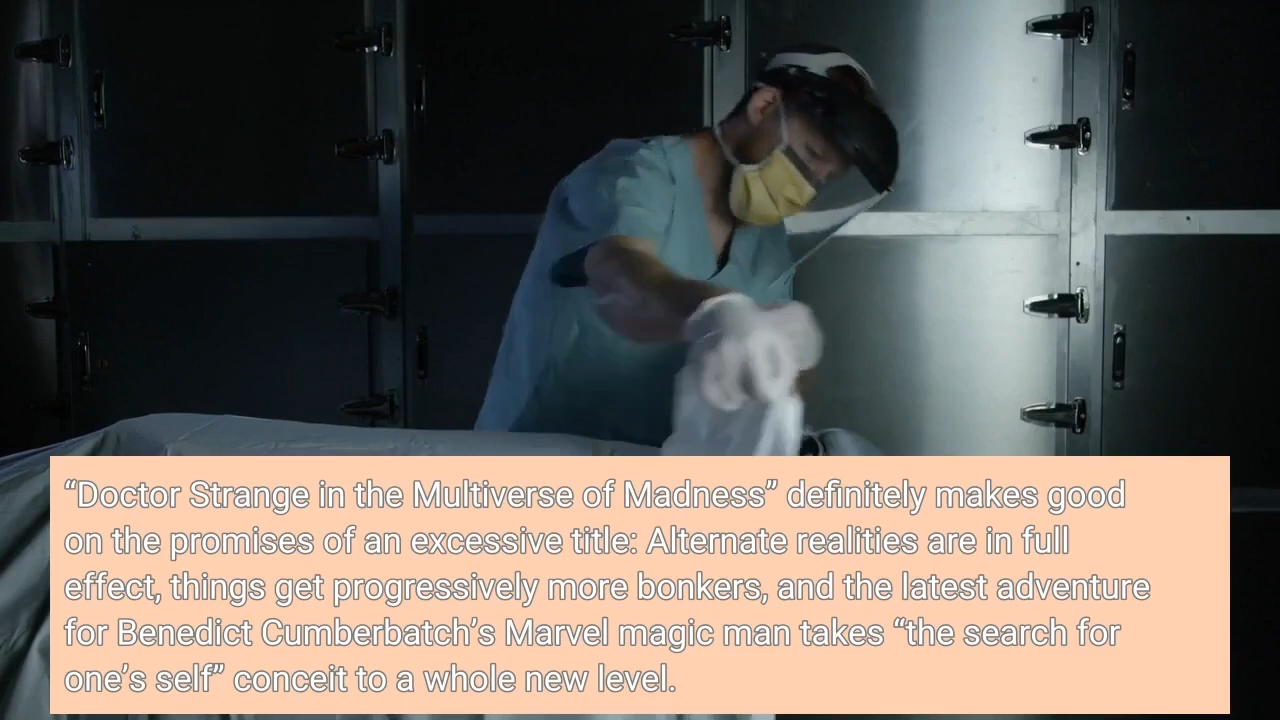 “Doctor Strange in the Multiverse of Madness” definitely makes good
on the promises of an excessive title: Alternate realities are in full
effect, things get progressively more bonkers, and the latest adventure
for Benedict Cumberbatch’s Marvel magic man takes “the search for
one’s self” conceit to a whole new level.